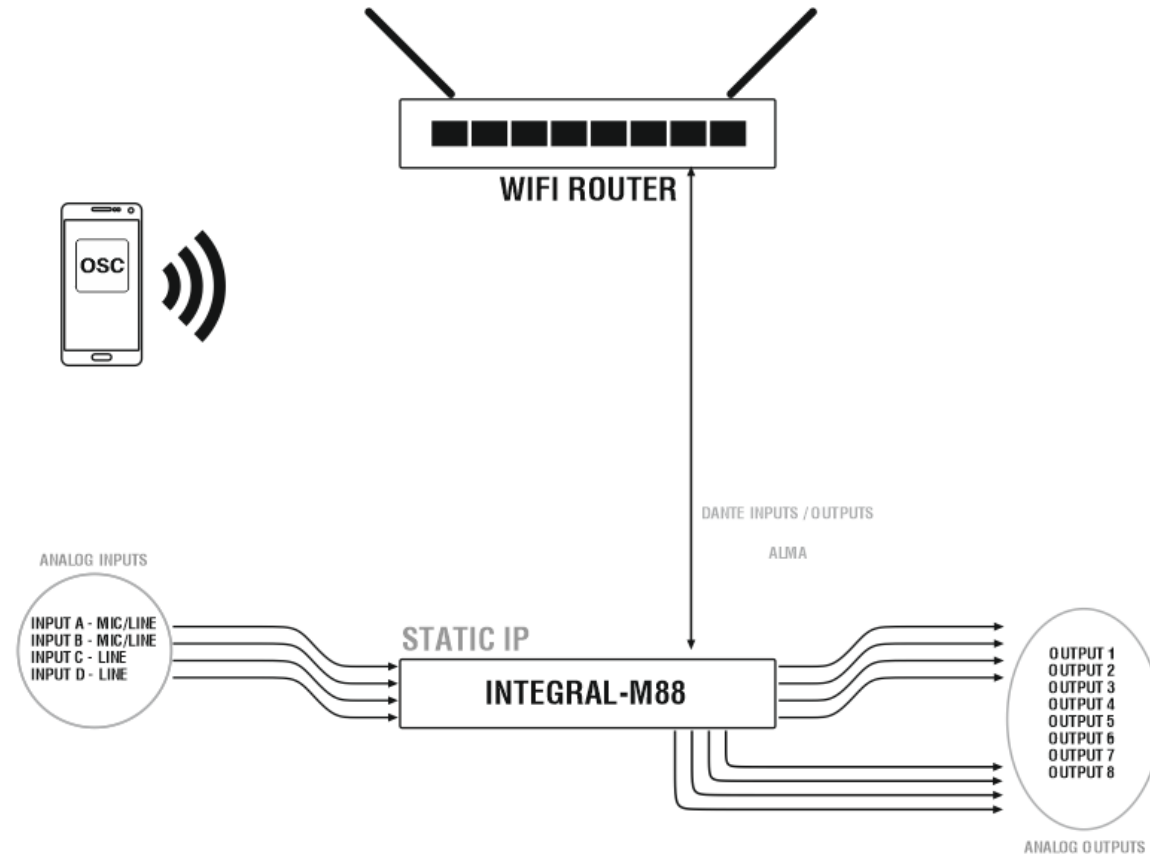 WIFI ROUTER
OSC
DANTE INPUTS / OUTPUTS
ALMA
ANALOG INPUTS
INPUT A - MIC/LINE
INPUT B - MIC/LINE
INPUT C - LINE
INPUT D - LINE
STATIC IP
INTEGRAL-M88
OUTPUT 1
OUTPUT 2
OUTPUT 3
OUTPUT 4
OUTPUT 5
OUTPUT 6
OUTPUT 7
OUTPUT 8
ANALOG OUTPUTS